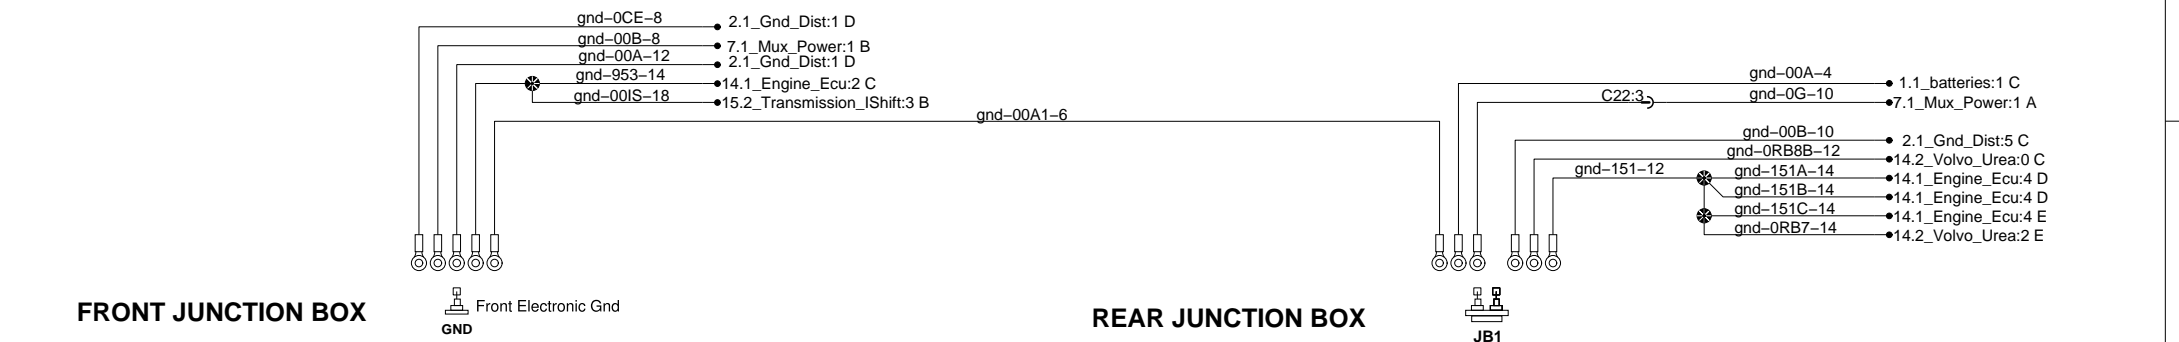 gnd−0CE−8 2.1_Gnd_Dist:1 D
gnd−00B−8 7.1_Mux_Power:1 B
gnd−00A−12 2.1_Gnd_Dist:1 D
gnd−953−14 14.1_Engine_Ecu:2 C
gnd−00IS−18 15.2_Transmission_IShift:3 B
gnd−00A1−6
gnd−00A−4 1.1_batteries:1 C
C22:3 gnd−0G−10 7.1_Mux_Power:1 A
gnd−00B−10 2.1_Gnd_Dist:5 C
gnd−0RB8B−12 14.2_Volvo_Urea:0 C
gnd−151−12 gnd−151A−14 14.1_Engine_Ecu:4 D
gnd−151B−14 14.1_Engine_Ecu:4 D
gnd−151C−14 14.1_Engine_Ecu:4 E
gnd−0RB7−14 14.2_Volvo_Urea:2 E
FRONT JUNCTION BOX
Front Electronic Gnd
GND
REAR JUNCTION BOX
JB1